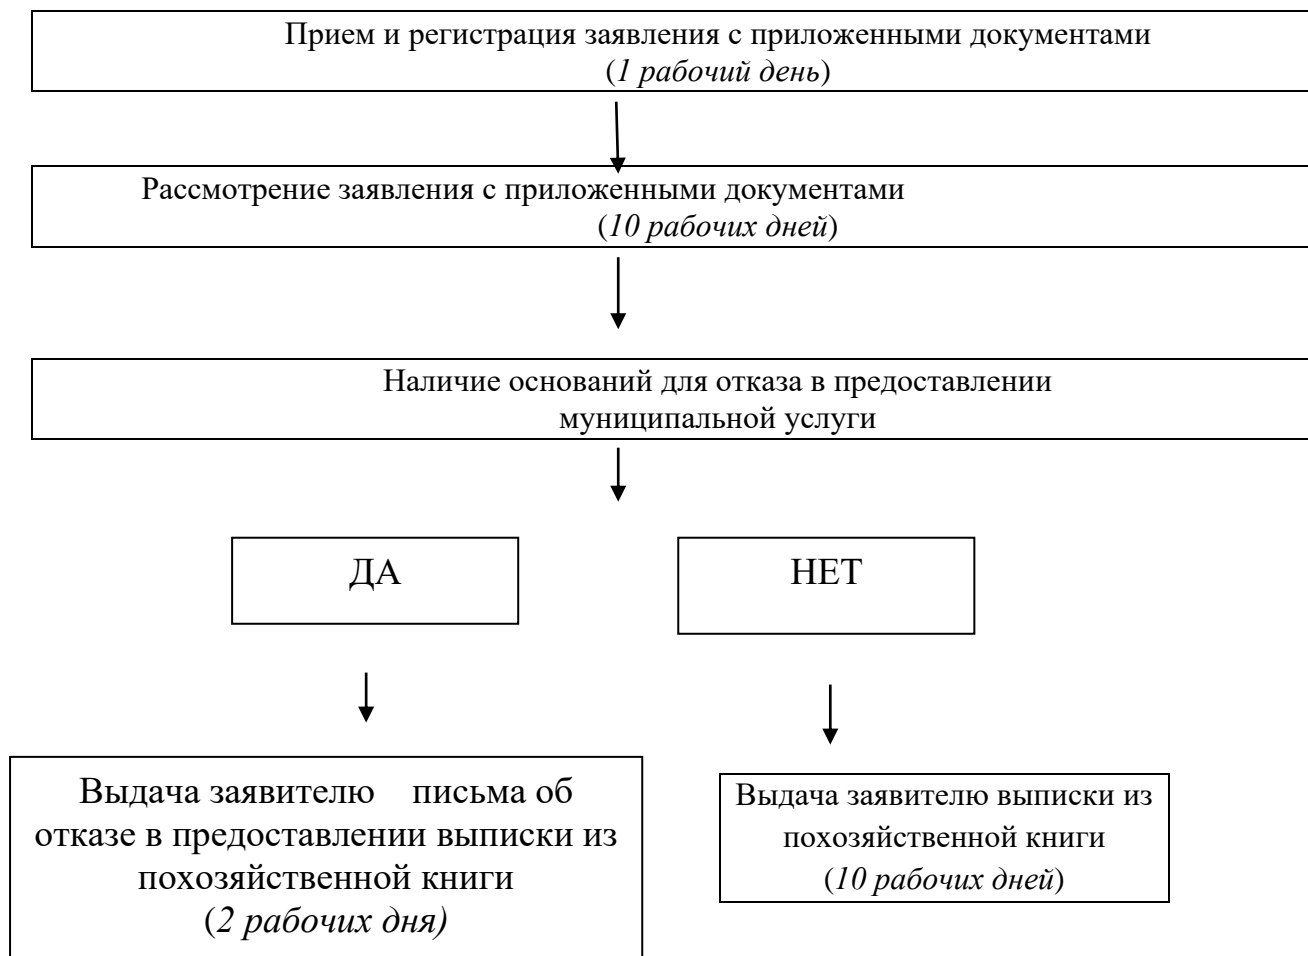 Прием и регистрация заявления с приложенными документами
(1 рабочий день)
Рассмотрение заявления с приложенными документами
(10 рабочих дней)
Наличие оснований для отказа в предоставлении
муниципальной услуги
ДА
НЕТ
Выдача заявителю письма об
отказе в предоставлении выписки из
похозяйственной книги
(2 рабочих дня)
Выдача заявителю выписки из
похозяйственной книги
(10 рабочих дней)